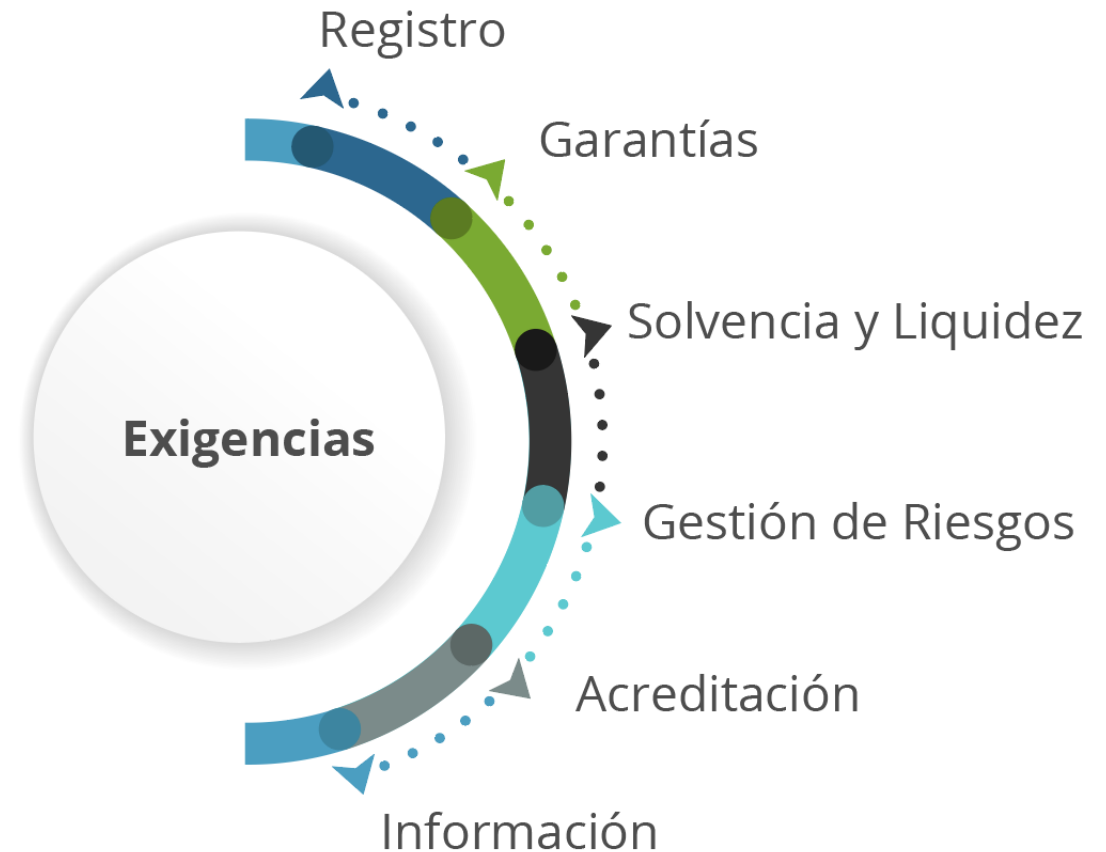 Registro
Garantías
Solvencia y Liquidez
Exigencias
Gestión de Riesgos
Acreditación
Información